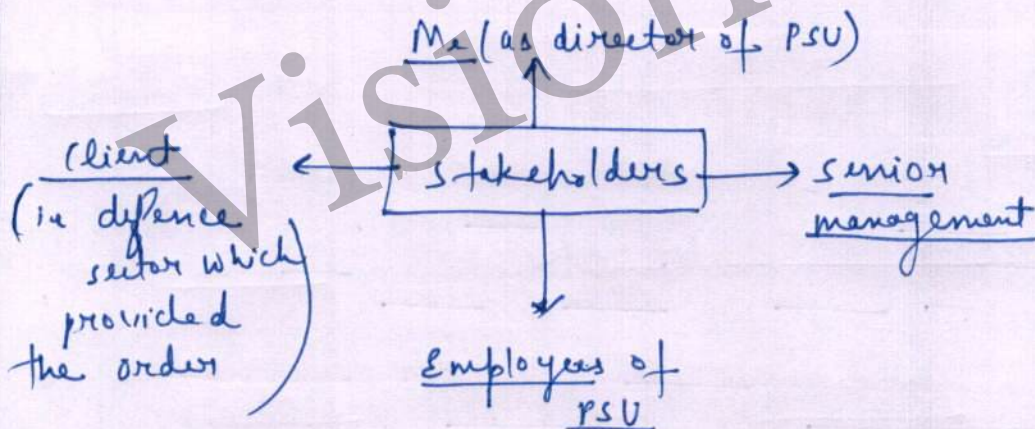 Me (as director of PSU)
Stakeholders
Client
(in defence
sector which
provided
the order)
Senior
management
Employees of
PSU
Vision